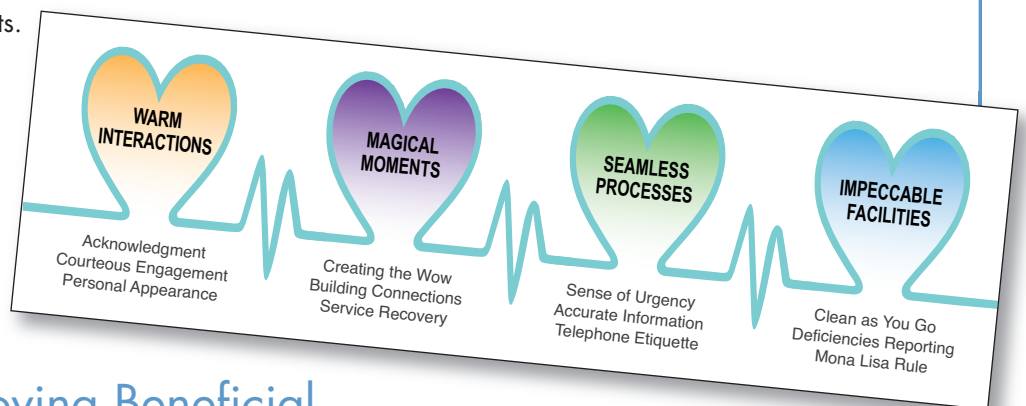 ts.
WARM
INTERACTIONS
Acknowledgment
Courteous Engagement
Personal Appearance
MAGICAL
MOMENTS
Creating the Wow
Building Connections
Service Recovery
SEAMLESS
PROCESSES
Sense of Urgency
Accurate Information
Telephone Etiquette
IMPECCABLE
FACILITIES
Clean as You Go
Deficiencies Reporting
Mona Lisa Rule
Beneficial